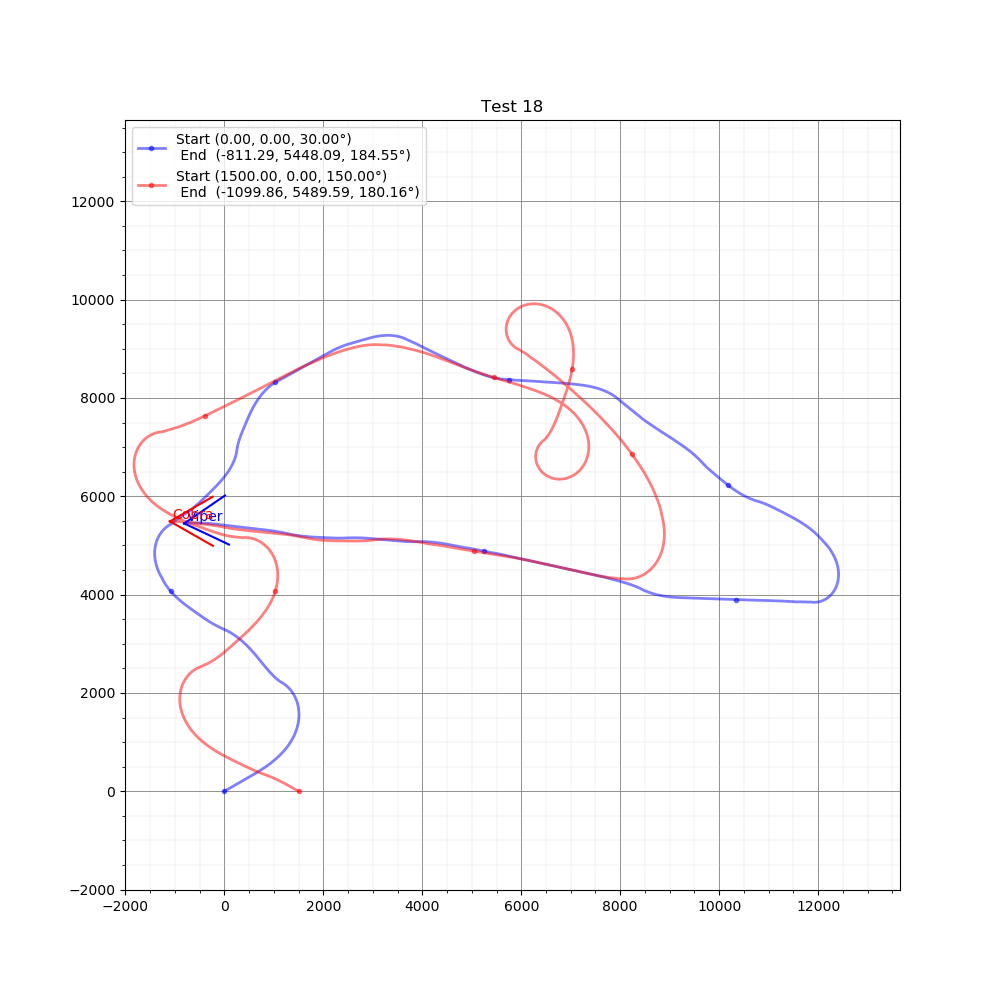 Test 18
Start (0.00, 0.00, 30.00°)
End (-811.29, 5448.09, 184.55°)
Start (1500.00, 0.00, 150.00°)
End (-1099.86, 5489.59, 180.16°)
12000
10000
8000
6000
4000
2000
0
−2000
−2000 0 2000 4000 6000 8000 10000 12000